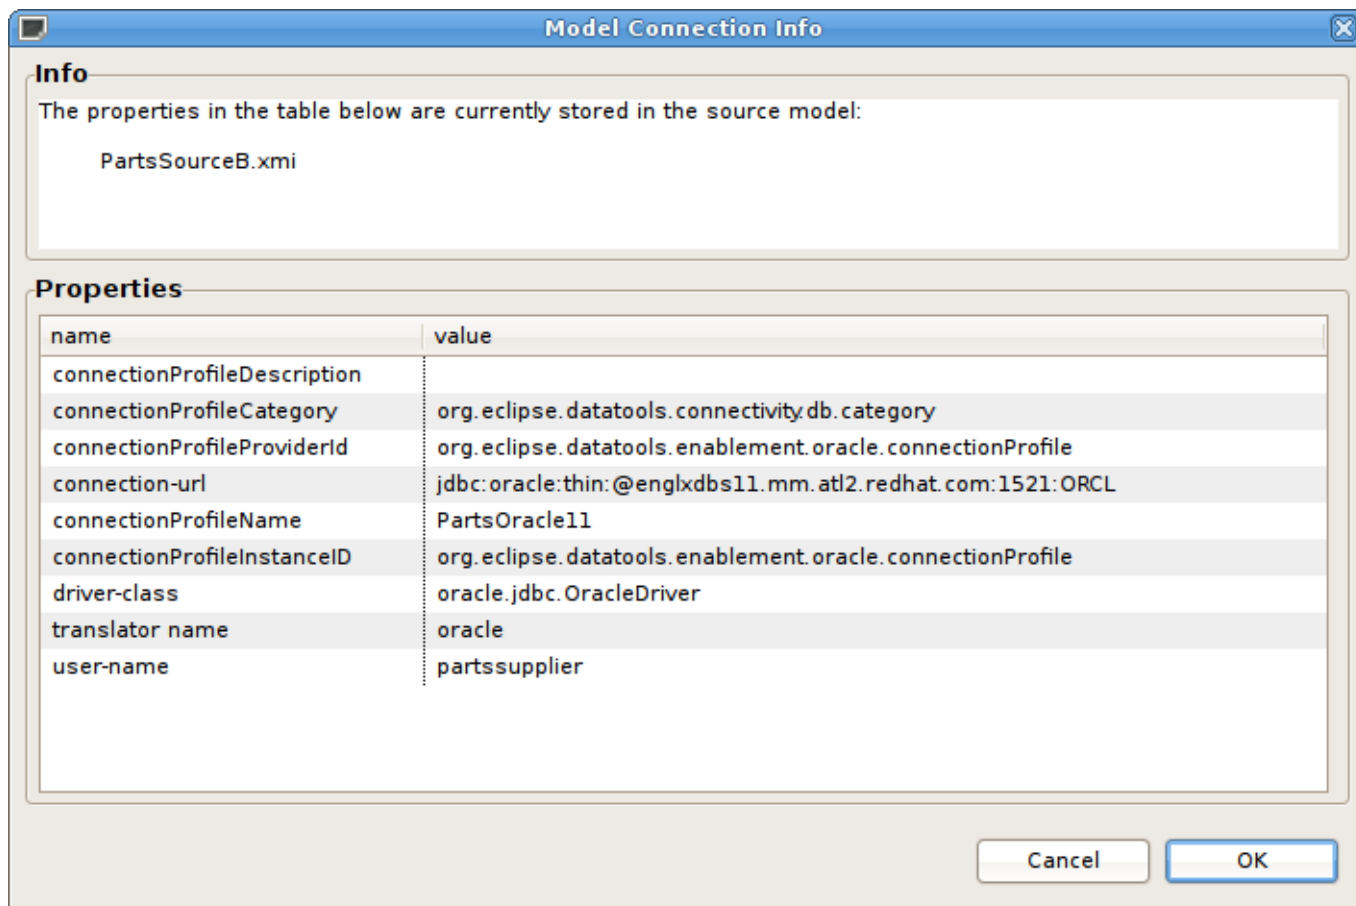 Model Connection Info
Info
The properties in the table below are currently stored in the source model:
PartsSourceB.xmi
Properties
name value
connectionProfileDescription
connectionProfileCategory org.eclipse.datatools.connectivity.db.category
connectionProfileProviderId org.eclipse.datatools.enablement.oracle.connectionProfile
connection-url jdbc:oracle:thin:@englxdbs11.mm.atl2.redhat.com:1521:ORCL
connectionProfileName PartsOracle11
connectionProfileInstanceID org.eclipse.datatools.enablement.oracle.connectionProfile
driver-class oracle.jdbc.OracleDriver
translator name oracle
user-name partssupplier
Cancel OK